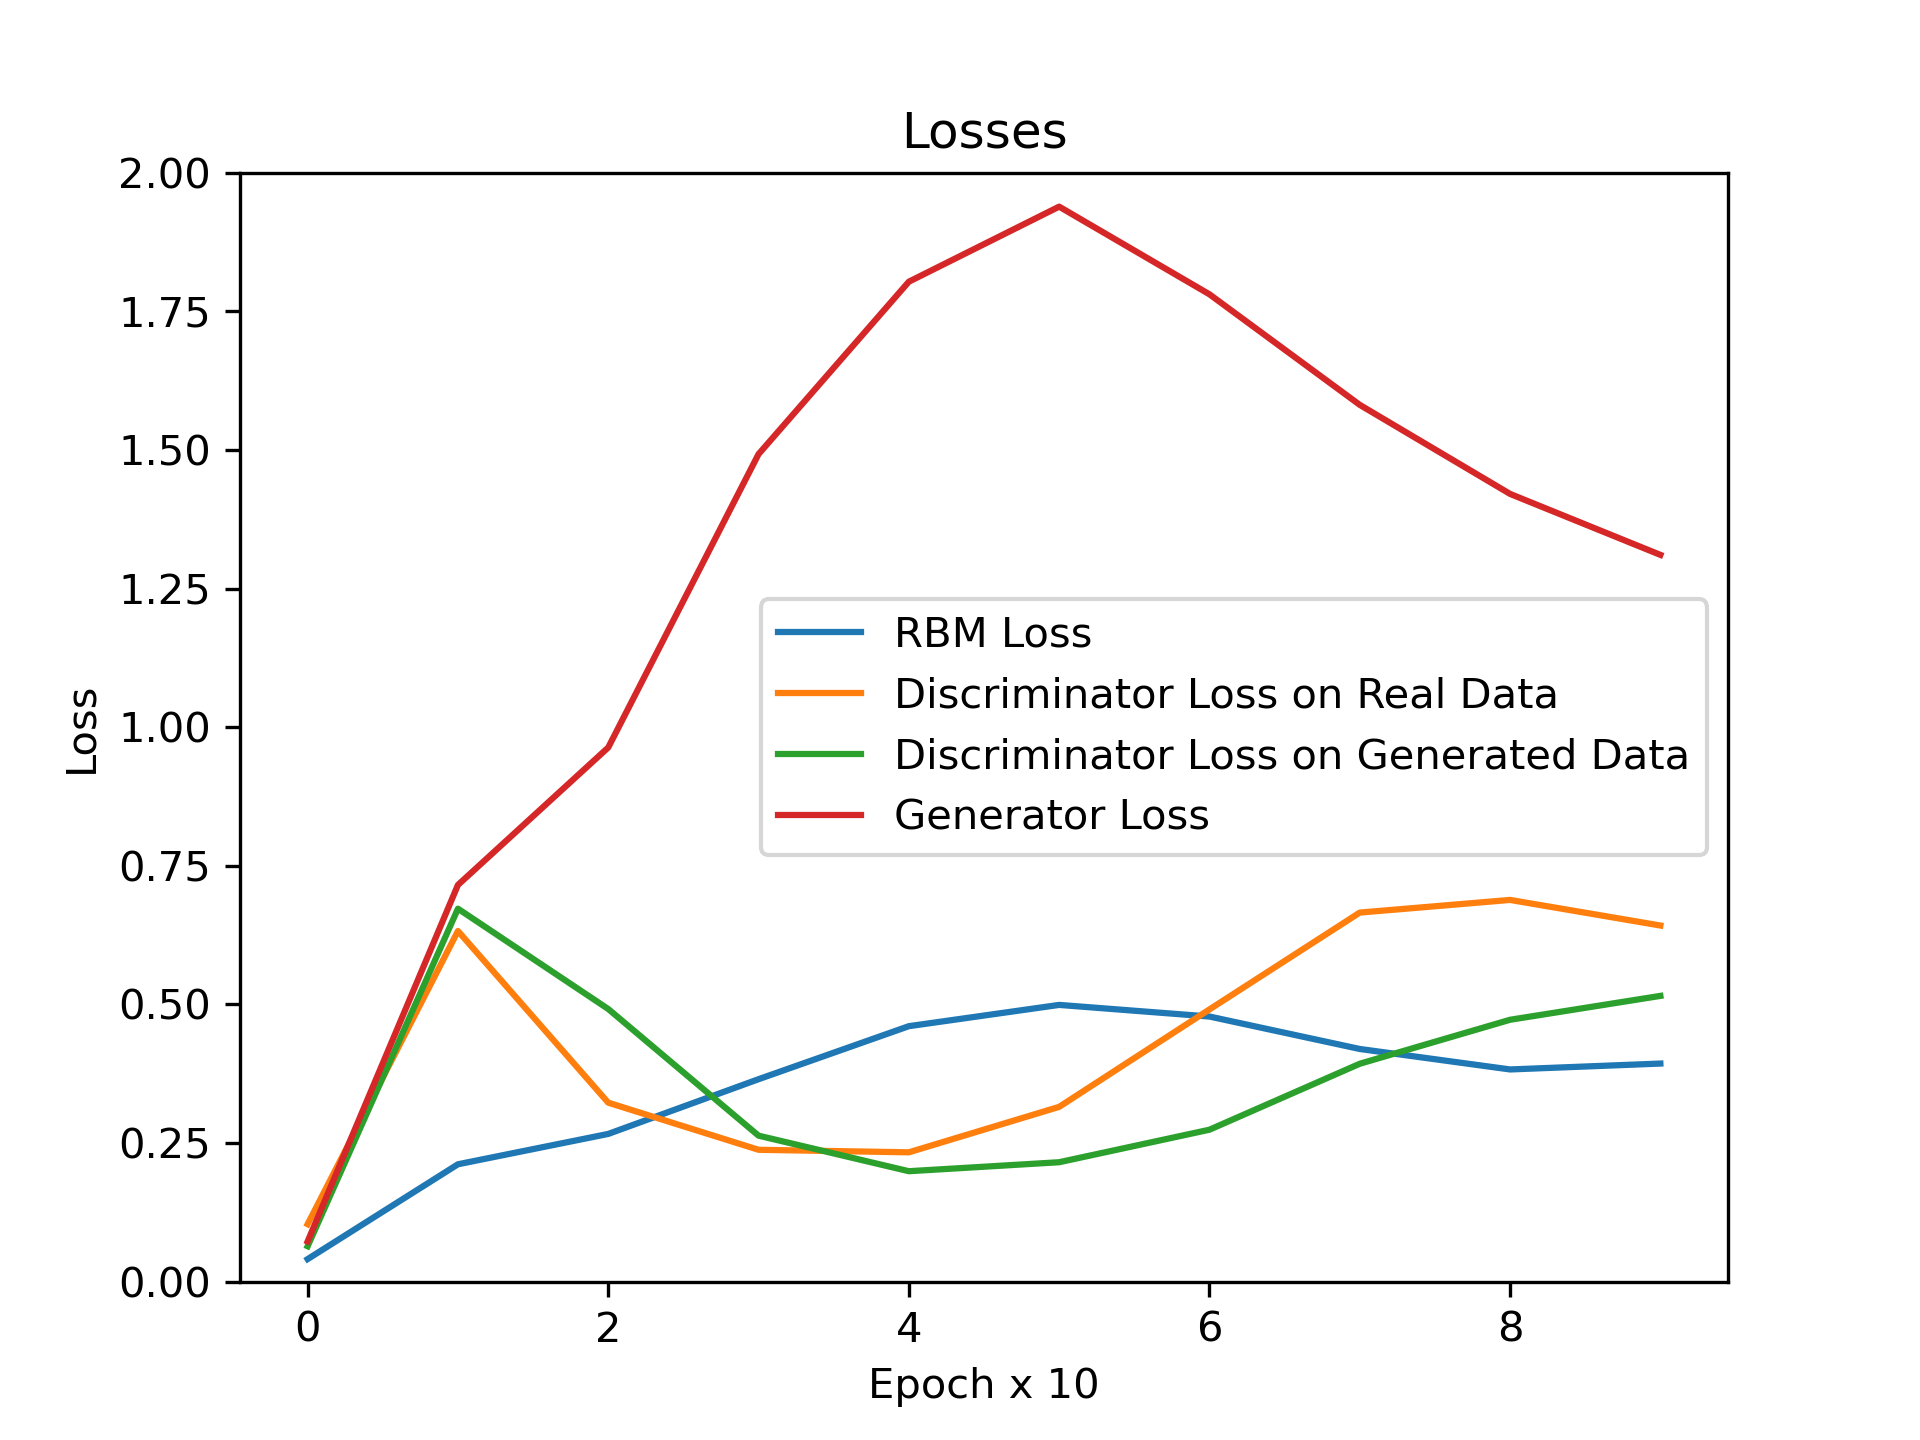 Losses
2.00
1.75
1.50
1.25
1.00
0.75
0.50
0.25
0.00
Loss
RBM Loss
Discriminator Loss on Real Data
Discriminator Loss on Generated Data
Generator Loss
0 2 4 6 8
Epoch x 10